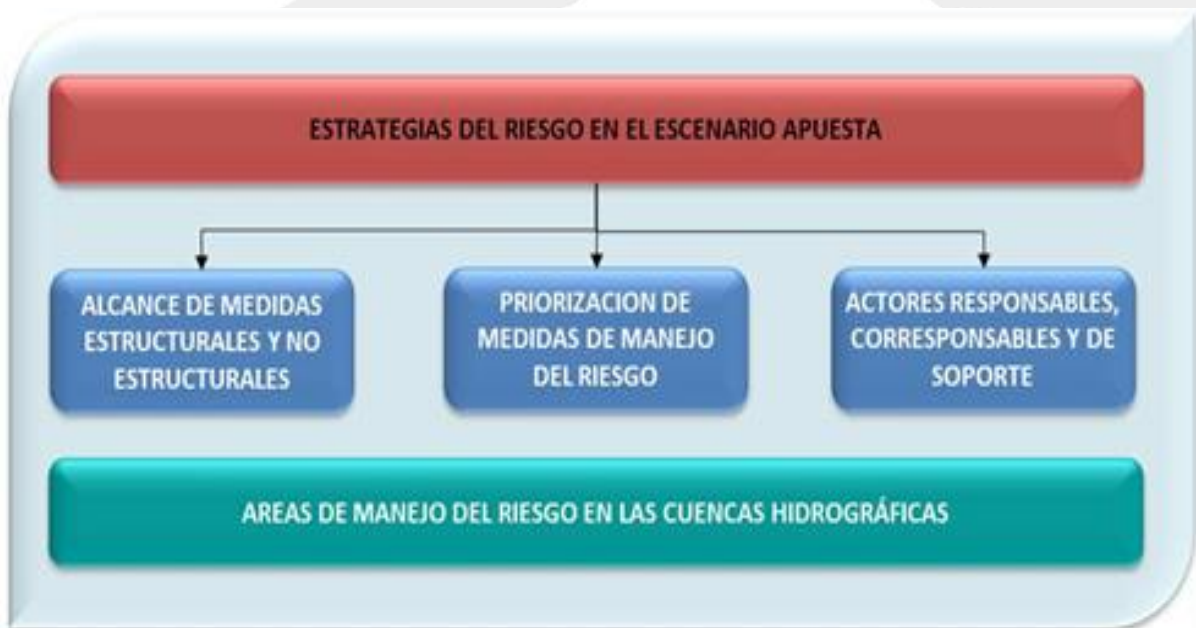 ESTRATEGIAS DEL RIESGO EN EL ESCENARIO APUESTA
ALCANCE DE MEDIDAS
ESTRUCTURALES Y NO
ESTRUCTURALES
PRIORIZACION DE
MEDIDAS DE MANEJO
DEL RIESGO
ACTORES RESPONSABLES,
CORRESPONSABLES Y DE
SOPORTE
AREAS DE MANEJO DEL RIESGO EN LAS CUENCAS HIDROGRÁFICAS